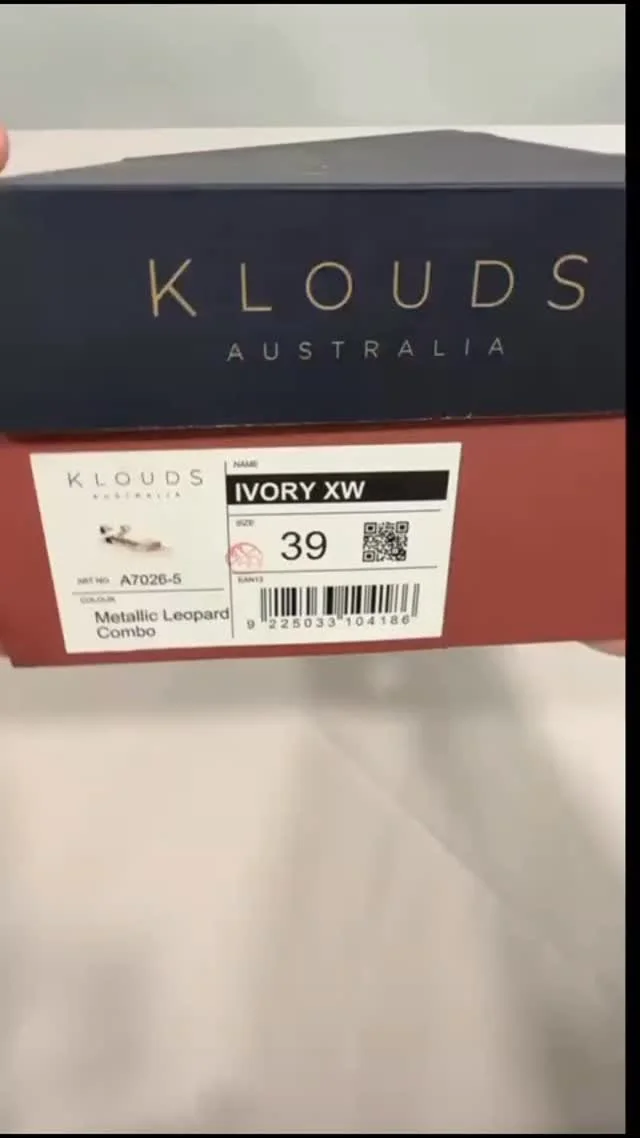 KLOUDS
AUSTRALIA
KLOUDS
AUSTRALIA
ART NO. A7026-5
COLOUR
Metallic Leopard
Combo
NAME
IVORY XW
SIZE
39
EAN13
9 225033 104186